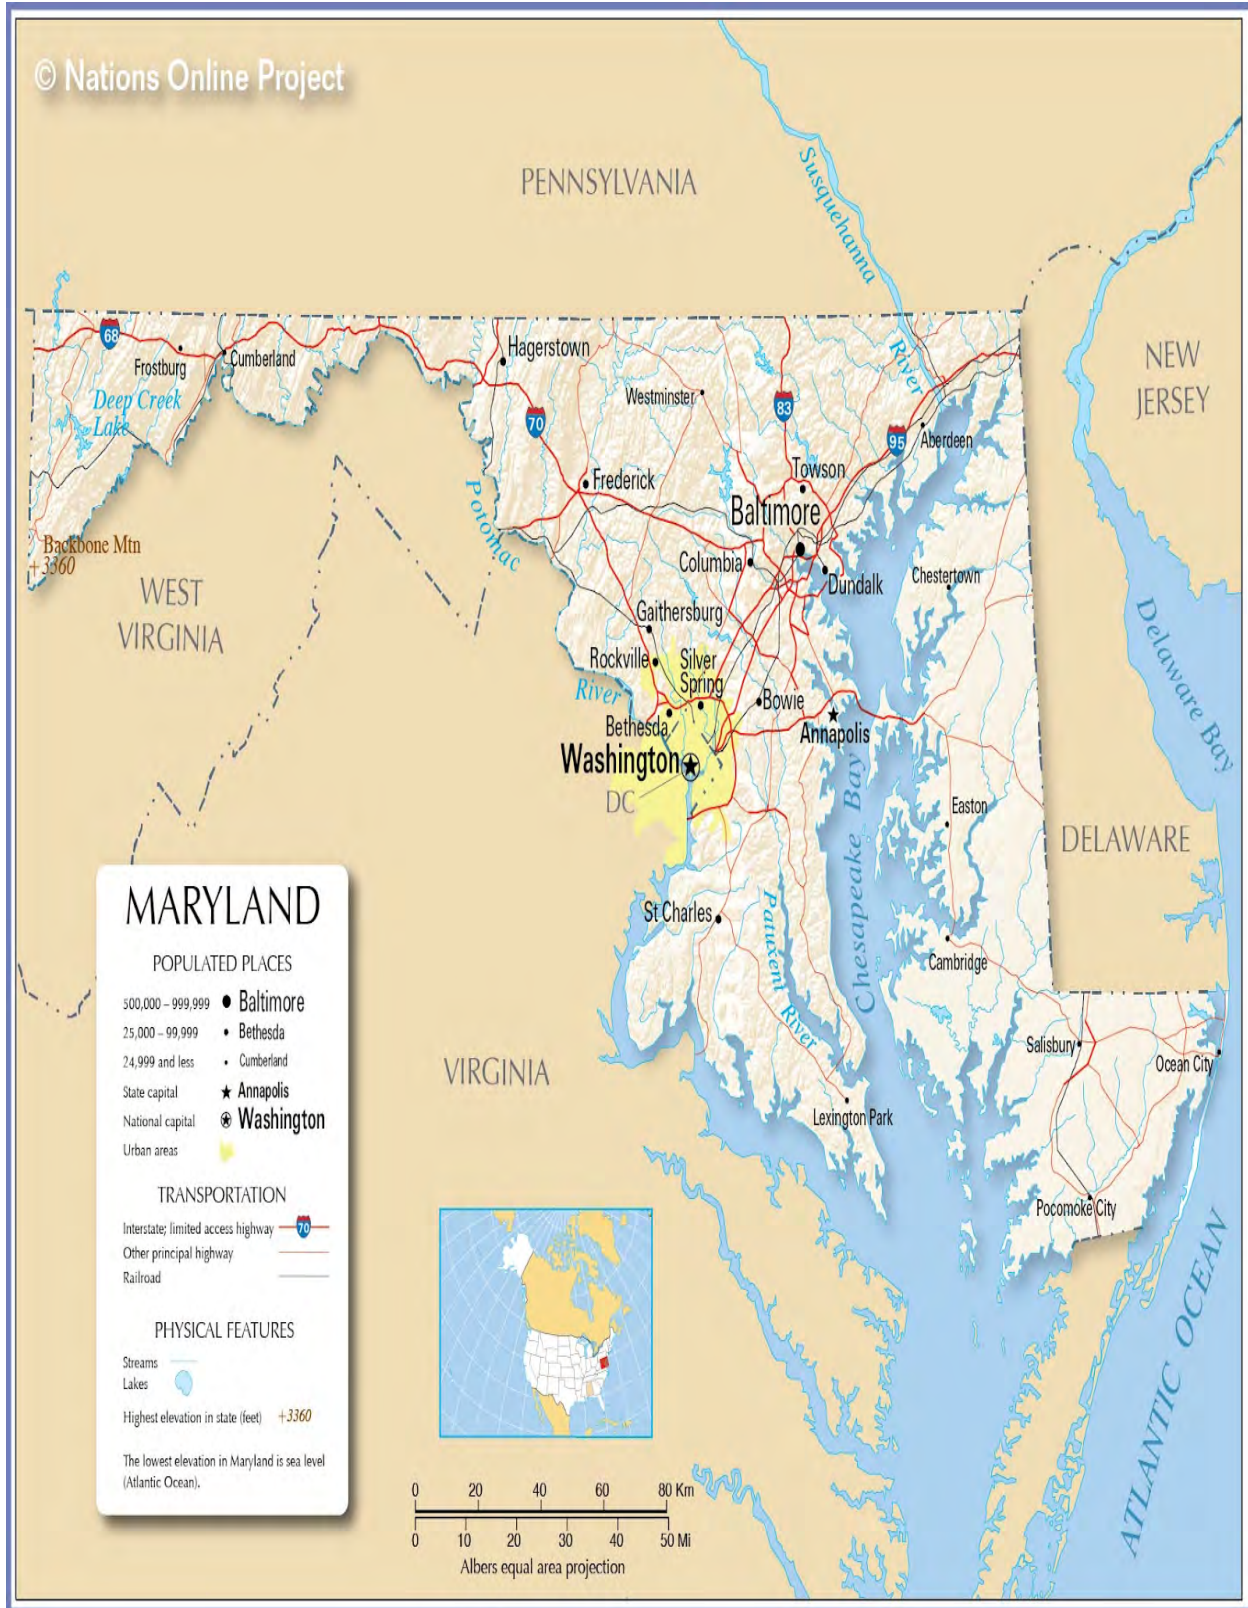 © Nations Online Project
PENNSYLVANIA
Susquehanna
River
NEW
JERSEY
68
Frostburg
Cumberland
Deep Creek
Lake
Hagerstown
Westminster
70
83
95
Aberdeen
Frederick
Towson
Baltimore
Potomac
River
Backbone Mtn
+3360
WEST
VIRGINIA
Columbia
Dundalk
Chestertown
Gaithersburg
Rockville
Silver
Spring
Bethesda
Bowie
Annapolis
Washington
DC
Delaware Bay
Chesapeake Bay
Easton
DELAWARE
St Charles
Patuxent
River
Cambridge
Salisbury
Ocean City
VIRGINIA
Lexington Park
Pocomoke City
ATLANTIC OCEAN
MARYLAND
POPULATED PLACES
500,000 – 999,999 Baltimore
25,000 – 99,999 Bethesda
24,999 and less Cumberland
State capital Annapolis
National capital Washington
Urban areas
TRANSPORTATION
Interstate; limited access highway 70
Other principal highway
Railroad
PHYSICAL FEATURES
Streams
Lakes
Highest elevation in state (feet) +3360
The lowest elevation in Maryland is sea level
(Atlantic Ocean).
0 20 40 60 80 Km
0 10 20 30 40 50 Mi
Albers equal area projection